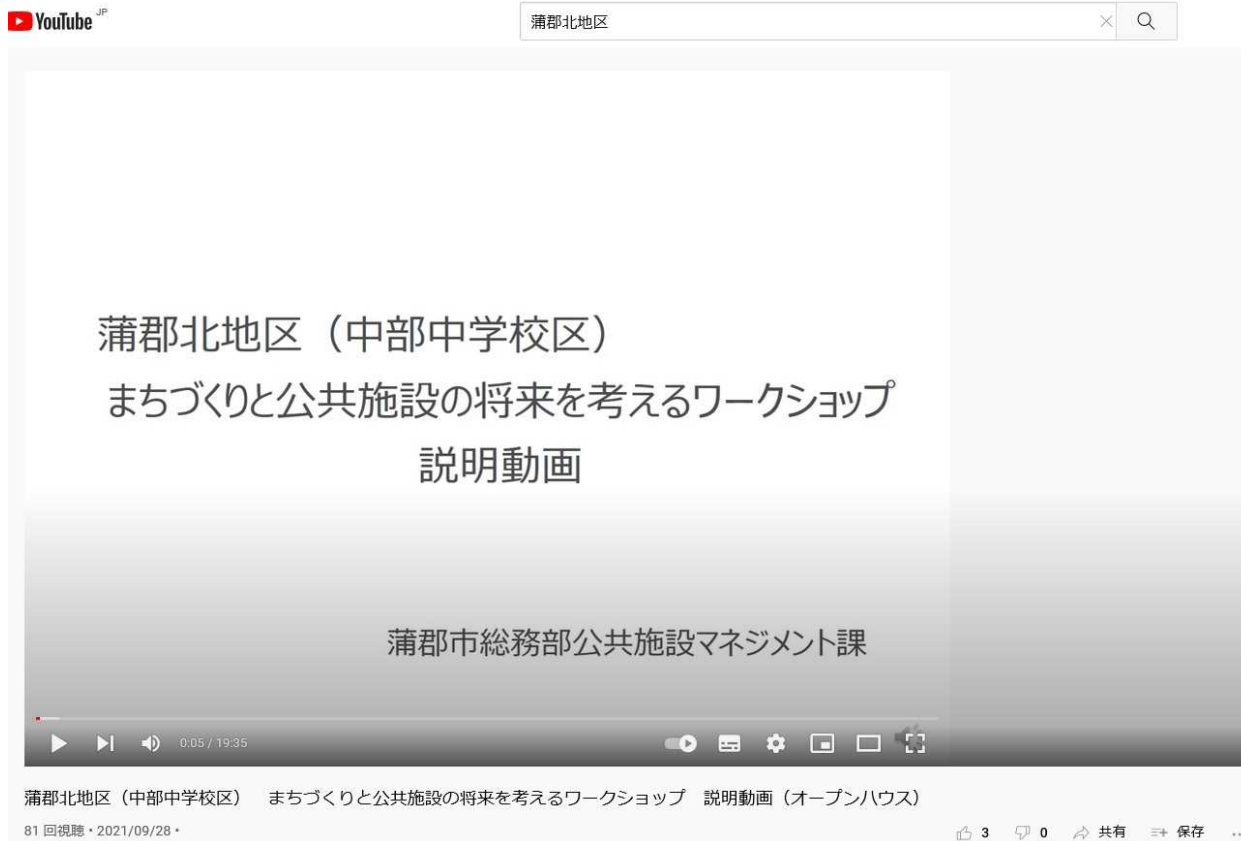 YouTube JP
蒲郡北地区
蒲郡北地区（中部中学校区）
まちづくりと公共施設の将来を考えるワークショップ
説明動画
蒲郡市総務部公共施設マネジメント課
0:05 / 19:35
蒲郡北地区（中部中学校区）　まちづくりと公共施設の将来を考えるワークショップ　説明動画（オープンハウス）
81 回視聴・2021/09/28・
3 0 共有 保存 …